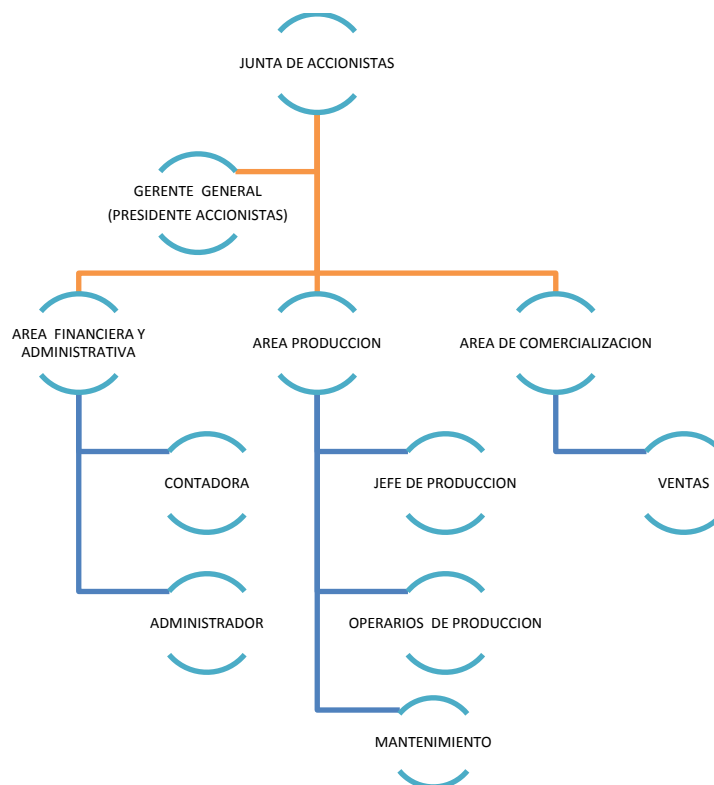 JUNTA DE ACCIONISTAS
GERENTE GENERAL
(PRESIDENTE ACCIONISTAS)
AREA FINANCIERA Y
ADMINISTRATIVA
AREA PRODUCCION
AREA DE COMERCIALIZACION
CONTADORA
JEFE DE PRODUCCION
VENTAS
ADMINISTRADOR
OPERARIOS DE PRODUCCION
MANTENIMIENTO